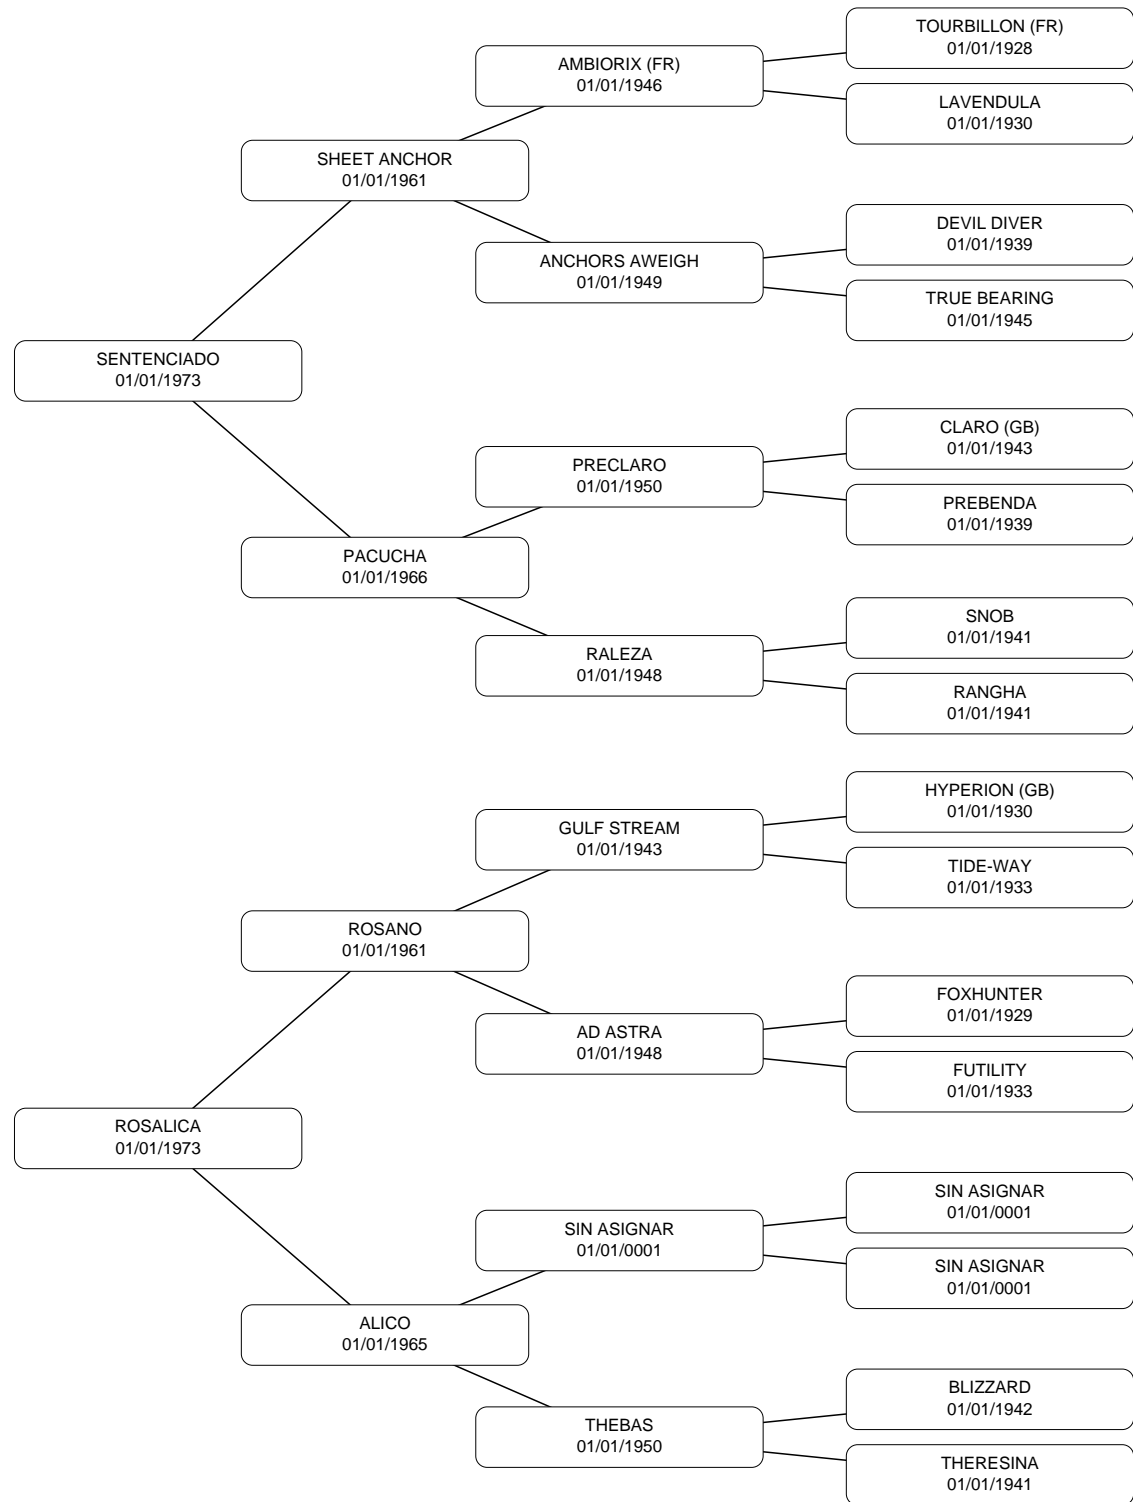 TOURBILLON (FR)
01/01/1928
AMBIORIX (FR)
01/01/1946
LAVENDULA
01/01/1930
SHEET ANCHOR
01/01/1961
DEVIL DIVER
01/01/1939
ANCHORS AWEIGH
01/01/1949
TRUE BEARING
01/01/1945
SENTENCIADO
01/01/1973
CLARO (GB)
01/01/1943
PRECLARO
01/01/1950
PREBENDA
01/01/1939
PACUCHA
01/01/1966
SNOB
01/01/1941
RALEZA
01/01/1948
RANGHA
01/01/1941
HYPERION (GB)
01/01/1930
GULF STREAM
01/01/1943
TIDE-WAY
01/01/1933
ROSANO
01/01/1961
FOXHUNTER
01/01/1929
AD ASTRA
01/01/1948
FUTILITY
01/01/1933
ROSALICA
01/01/1973
SIN ASIGNAR
01/01/0001
SIN ASIGNAR
01/01/0001
SIN ASIGNAR
01/01/0001
ALICO
01/01/1965
BLIZZARD
01/01/1942
THEBAS
01/01/1950
THERESINA
01/01/1941